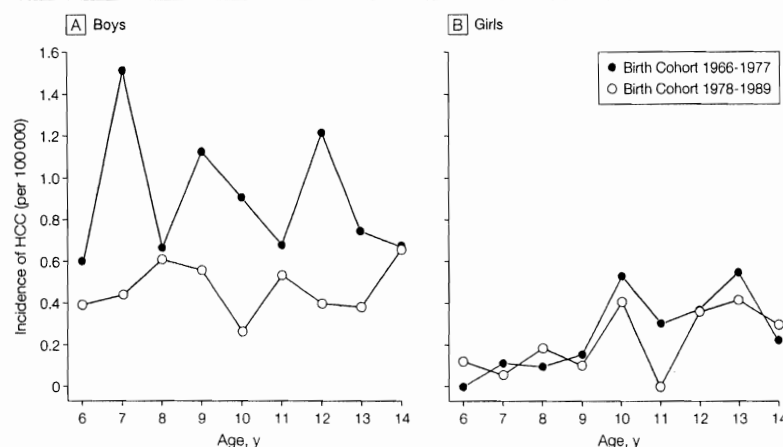 A Boys
B Girls
Birth Cohort 1966-1977
Birth Cohort 1978-1989
Incidence of HCC (per 100 000)
1.6
1.4
1.2
1.0
0.8
0.6
0.4
0.2
0
6 7 8 9 10 11 12 13 14
Age, y
6 7 8 9 10 11 12 13 14
Age, y